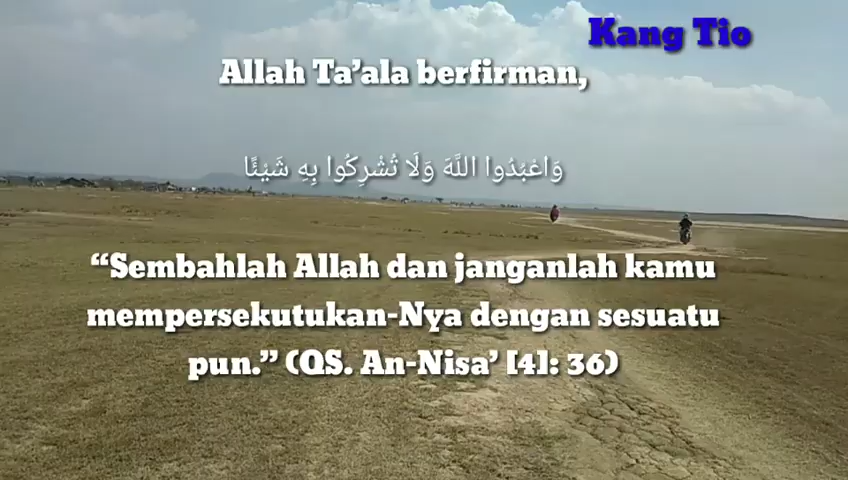 Kang Tio
Allah Ta'ala berfirman,
وَاعْبُدُوا اللَّهَ وَلَا تُشْرِكُوا بِهِ شَيْئًا
“Sembahlah Allah dan janganlah kamu
mempersekutukan-Nya dengan sesuatu
pun.” (QS. An-Nisa’ [4]: 36)